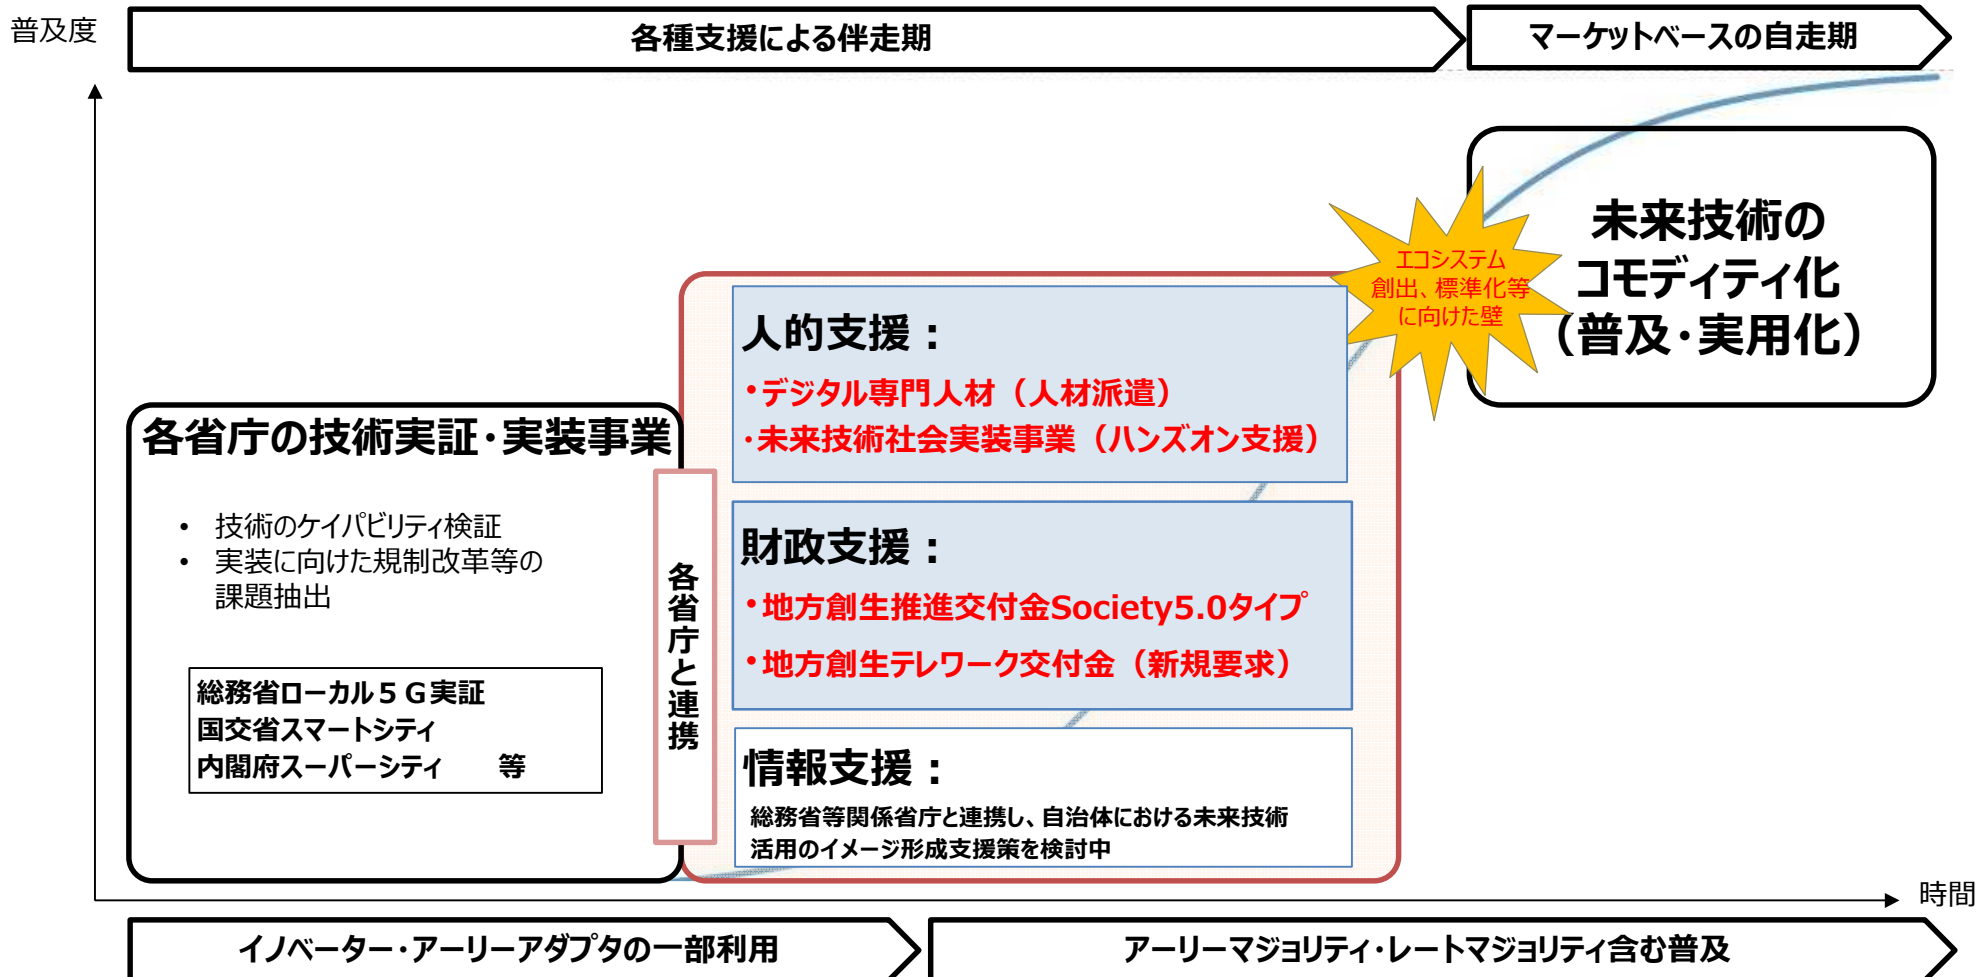 普及度
各種支援による伴走期
マーケットベースの自走期
未来技術の
コモディティ化
（普及・実用化）
エコシステム
創出、標準化等
に向けた壁
人的支援：
・デジタル専門人材（人材派遣）
・未来技術社会実装事業（ハンズオン支援）
各省庁の技術実証・実装事業
• 技術のケイパビリティ検証
• 実装に向けた規制改革等の
課題抽出
総務省ローカル５Ｇ実証
国交省スマートシティ
内閣府スーパーシティ　　等
各省庁と連携
財政支援：
・地方創生推進交付金Society5.0タイプ
・地方創生テレワーク交付金（新規要求）
情報支援：
総務省等関係省庁と連携し、自治体における未来技術
活用のイメージ形成支援策を検討中
時間
イノベーター・アーリーアダプタの一部利用
アーリーマジョリティ・レートマジョリティ含む普及